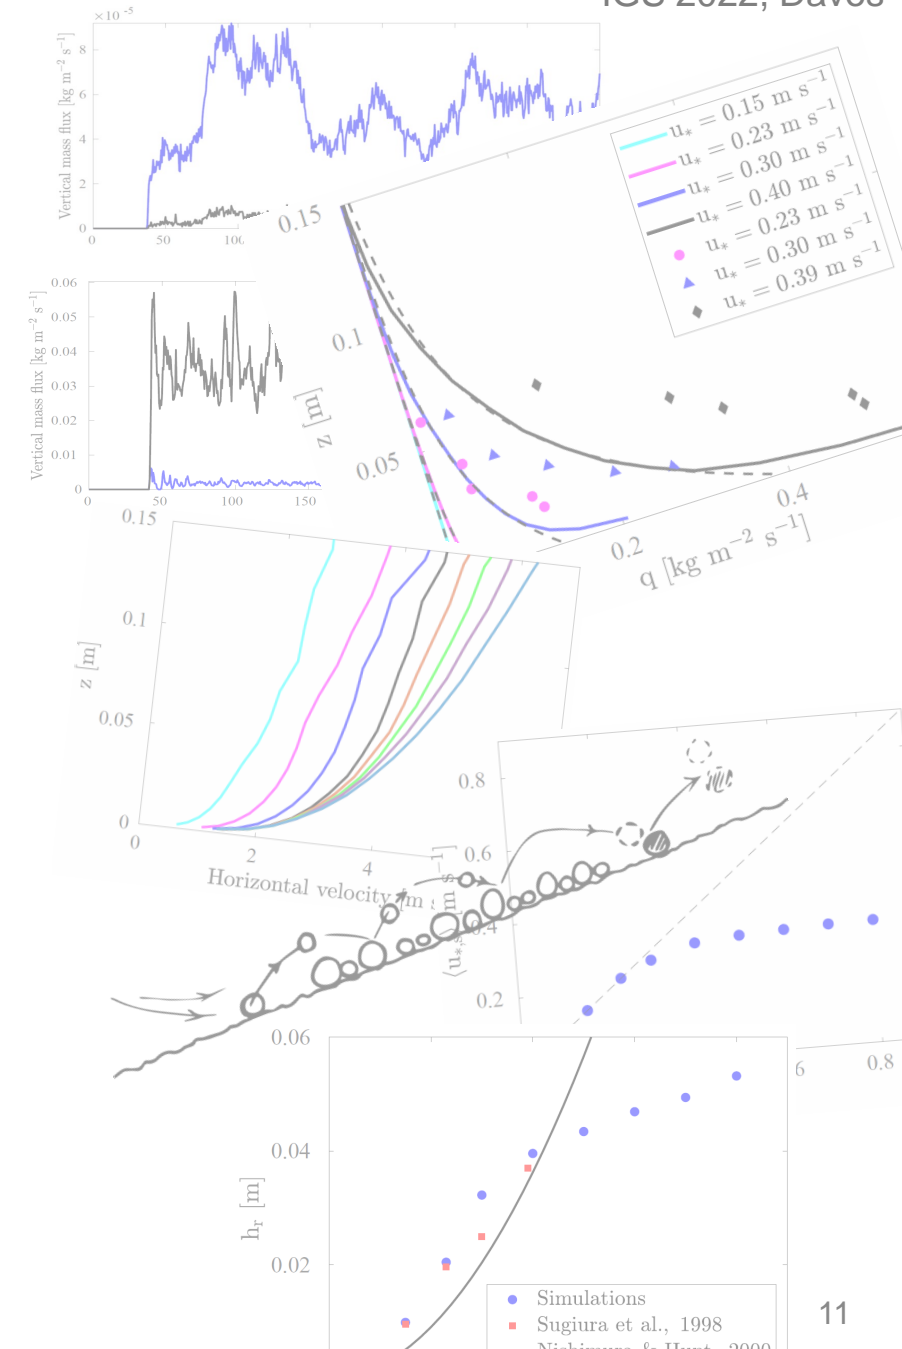 ×10⁻⁵
8
6
4
2
0
0
50
Vertical mass flux [kg m⁻² s⁻¹]
u* = 0.15 m s⁻¹
u* = 0.23 m s⁻¹
u* = 0.30 m s⁻¹
u* = 0.40 m s⁻¹
u* = 0.23 m s⁻¹
u* = 0.30 m s⁻¹
u* = 0.39 m s⁻¹
0.15
0.1
0.05
z [m]
0.2
0.4
q [kg m⁻² s⁻¹]
0.06
0.05
0.04
0.03
0.02
0.01
0
0
50
100
150
Vertical mass flux [kg m⁻² s⁻¹]
0.15
0.1
0.05
0
z [m]
0
2
4
Horizontal velocity [m s
0.8
0.6
0.4
0.2
m s⁻¹]
6
0.8
0.06
0.04
0.02
hᵣ [m]
Simulations
Sugiura et al., 1998
11